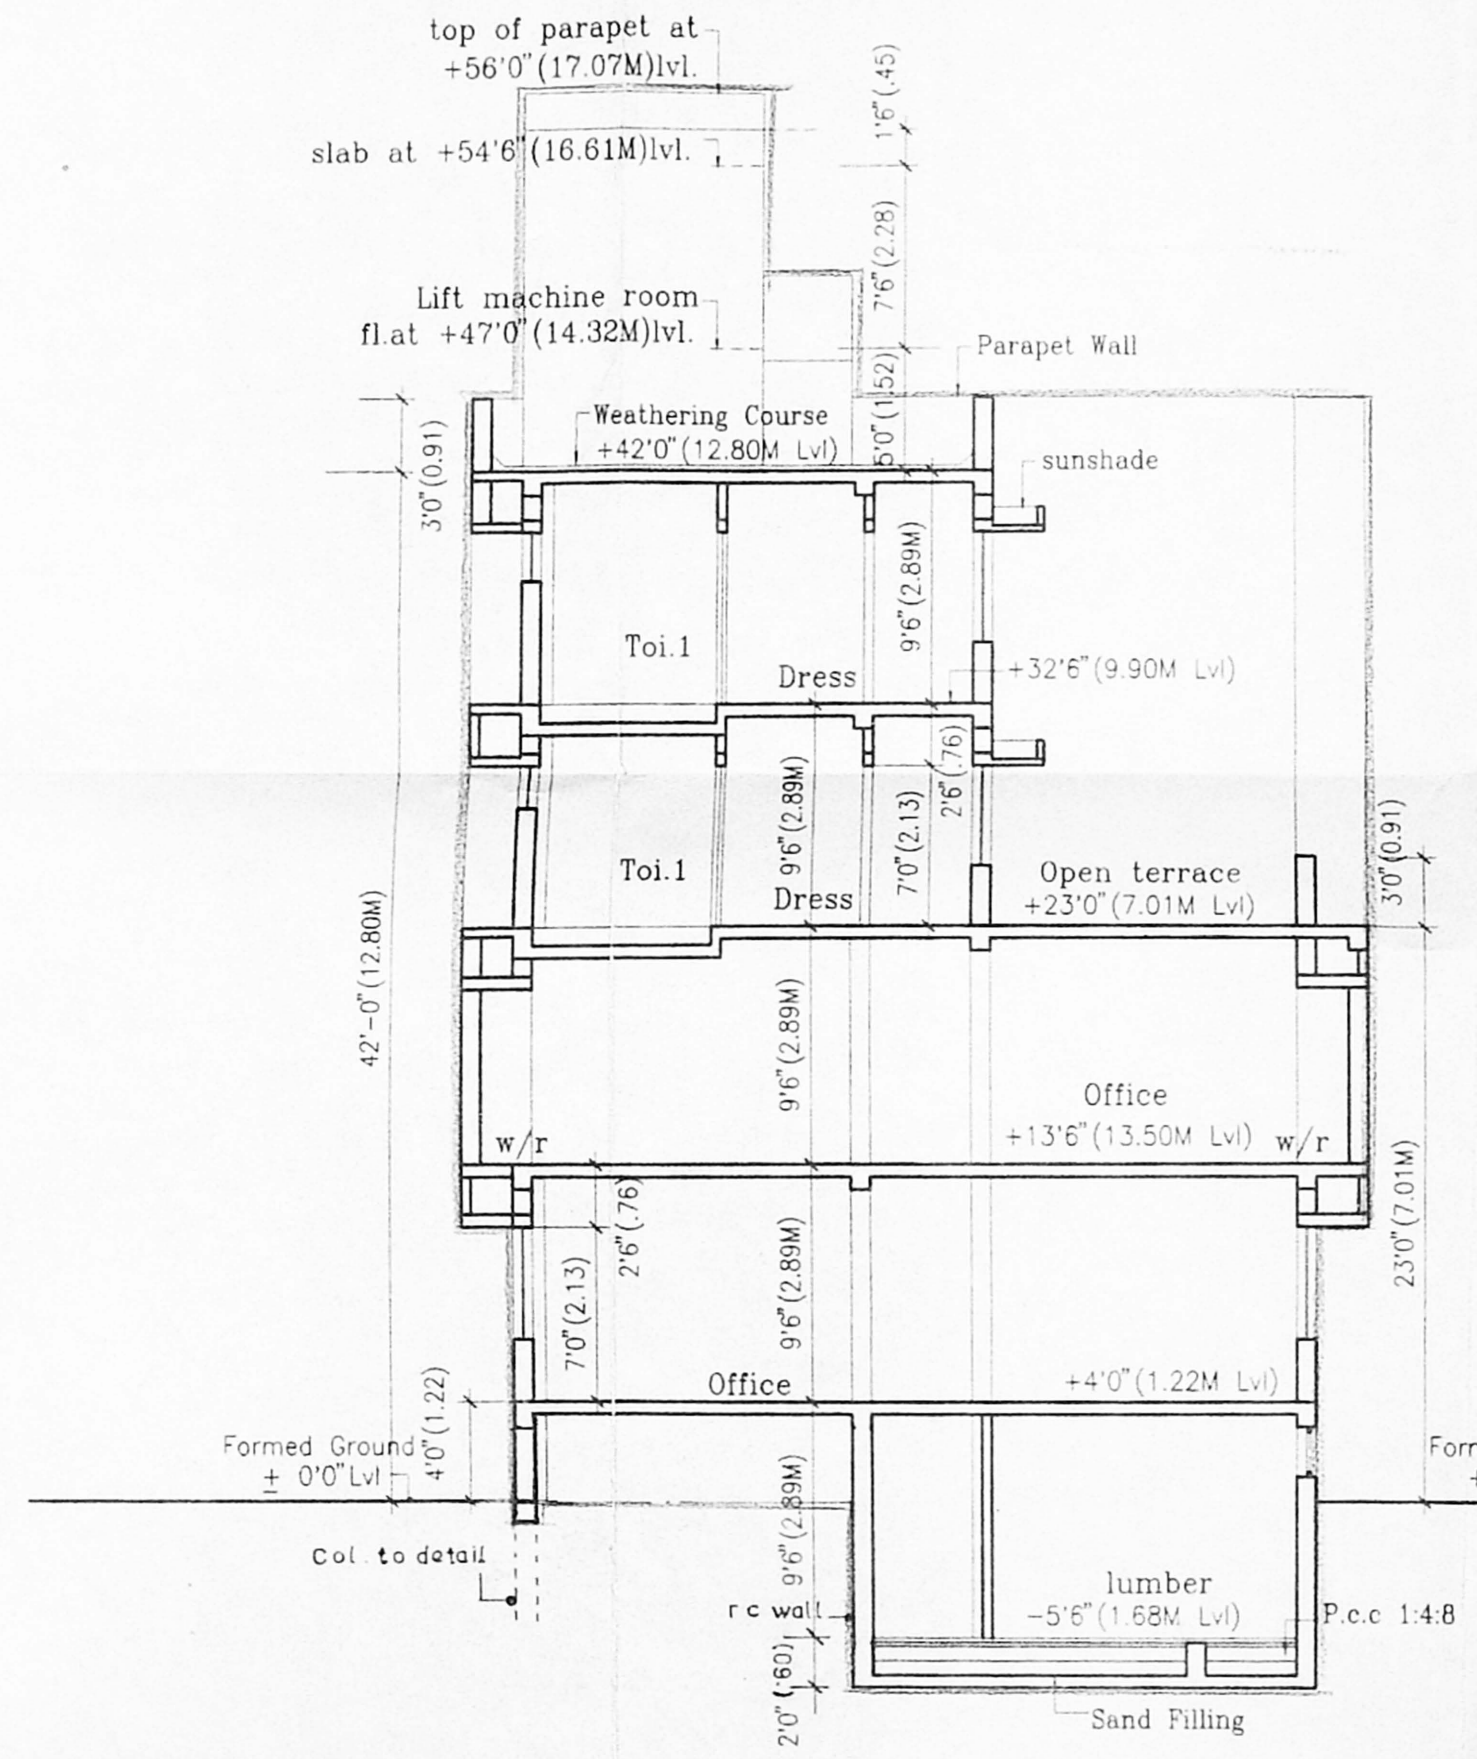 top of parapet at
+56'0"(17.07M)lvl.
1'6"(.45)
slab at +54'6"(16.61M)lvl.
7'6"(2.28)
Lift machine room
fl.at +47'0"(14.32M)lvl.
Parapet Wall
5'0"(1.52)
Weathering Course
+42'0"(12.80M Lvl)
3'0"(0.91)
sunshade
9'6"(2.89M)
Toi.1
Dress
+32'6"(9.90M Lvl)
2'6"(.76)
9'6"(2.89M)
7'0"(2.13)
3'0"(0.91)
Toi.1
Dress
Open terrace
+23'0"(7.01M Lvl)
42'-0"(12.80M)
9'6"(2.89M)
Office
+13'6"(13.50M Lvl)
w/r
w/r
2'6"(.76)
23'0"(7.01M)
9'6"(2.89M)
7'0"(2.13)
Office
+4'0"(1.22M Lvl)
4'0"(1.22)
Formed Ground
± 0'0"Lvl
Forr
9'6"(2.89M)
Col. to detail
lumber
-5'6"(1.68M Lvl)
r c wall
P.c.c 1:4:8
2'0"(.60)
Sand Filling